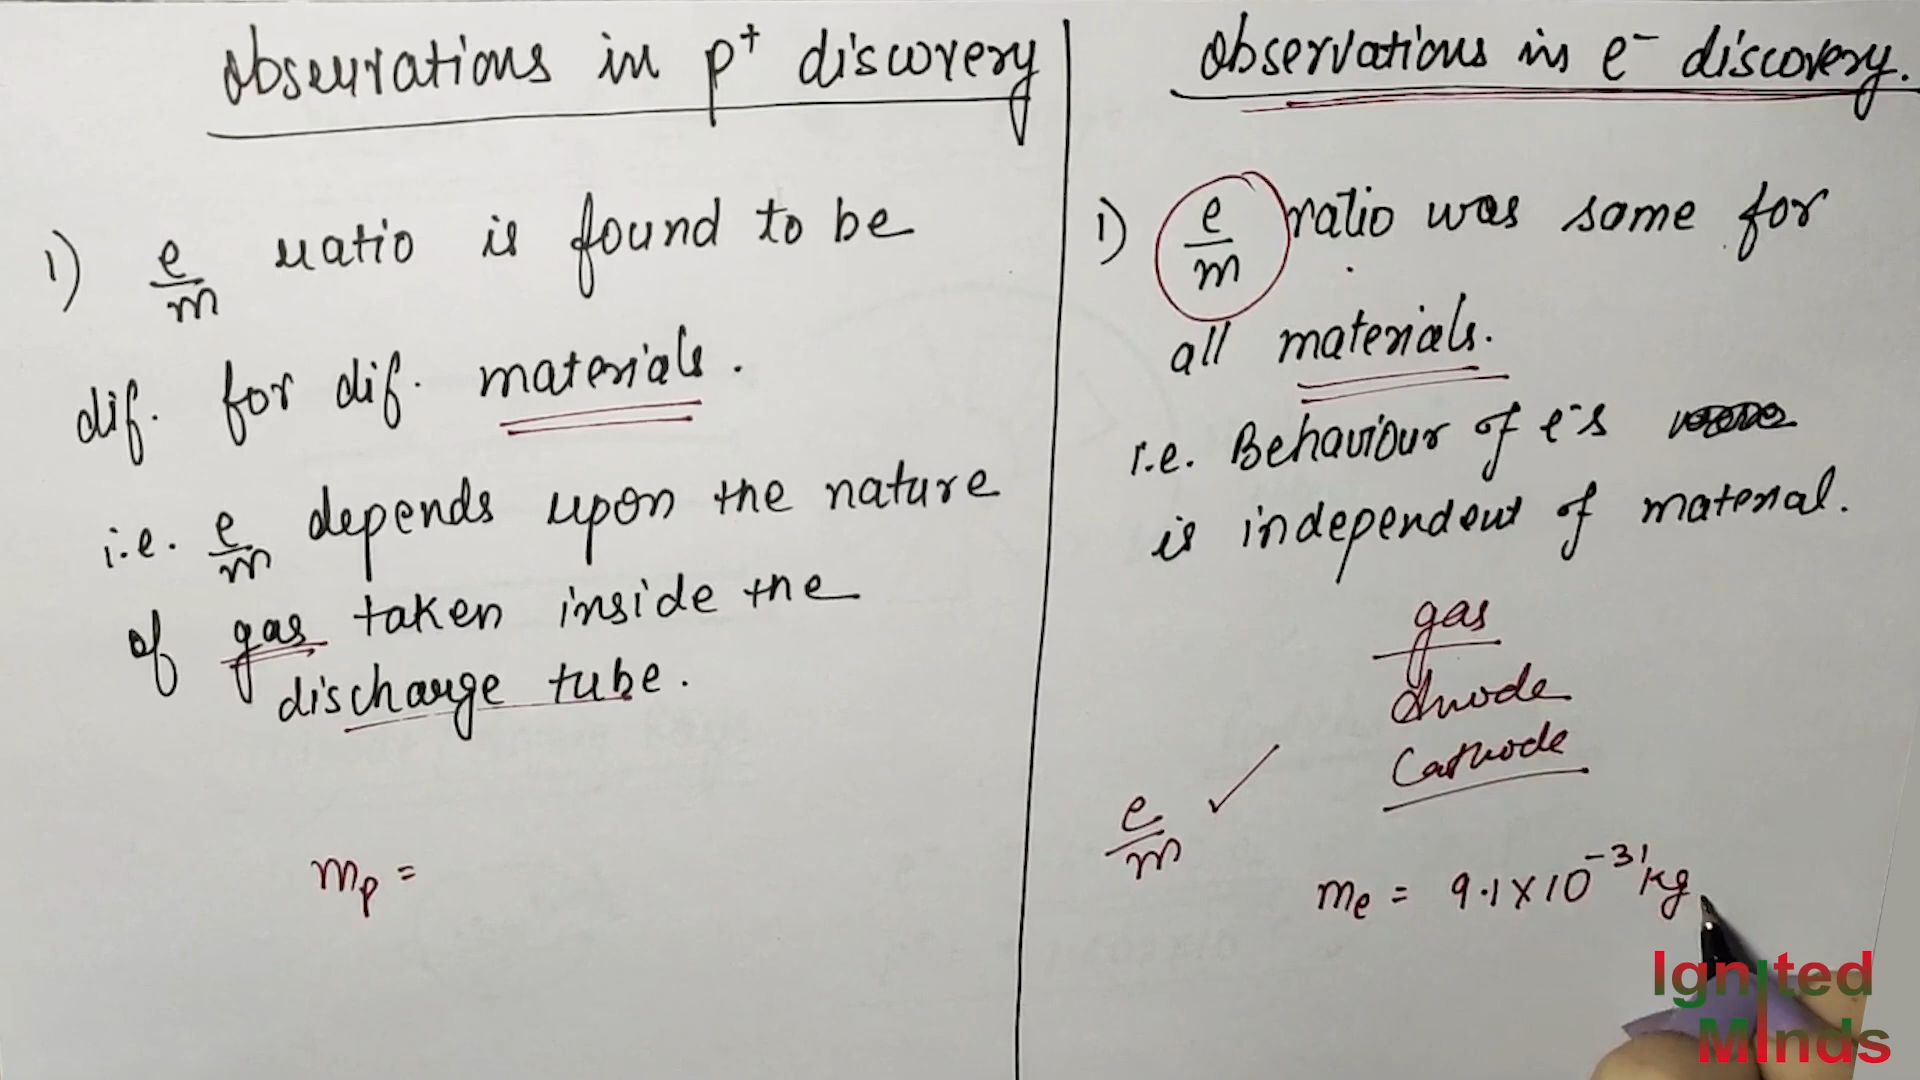 Observations in p⁺ discovery
1) e/m ratio is found to be
dif. for dif. materials.
i.e. e/m depends upon the nature
of gas taken inside the
discharge tube.
mp =
Observations in e⁻ discovery.
1) e/m ratio was same for
all materials.
i.e. Behaviour of e⁻s
is independent of material.
gas
Anode
Cathode
e/m ✓
me = 9.1 × 10⁻³¹ kg
Ignited
Minds